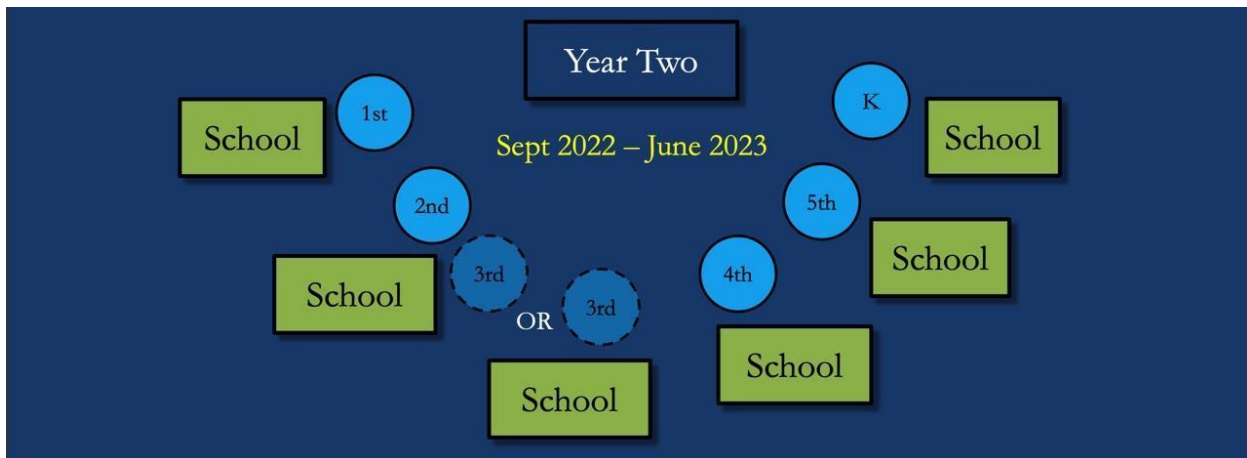 Year Two
Sept 2022 – June 2023
School
1st
2nd
School
3rd
OR
3rd
School
4th
School
5th
School
K
School